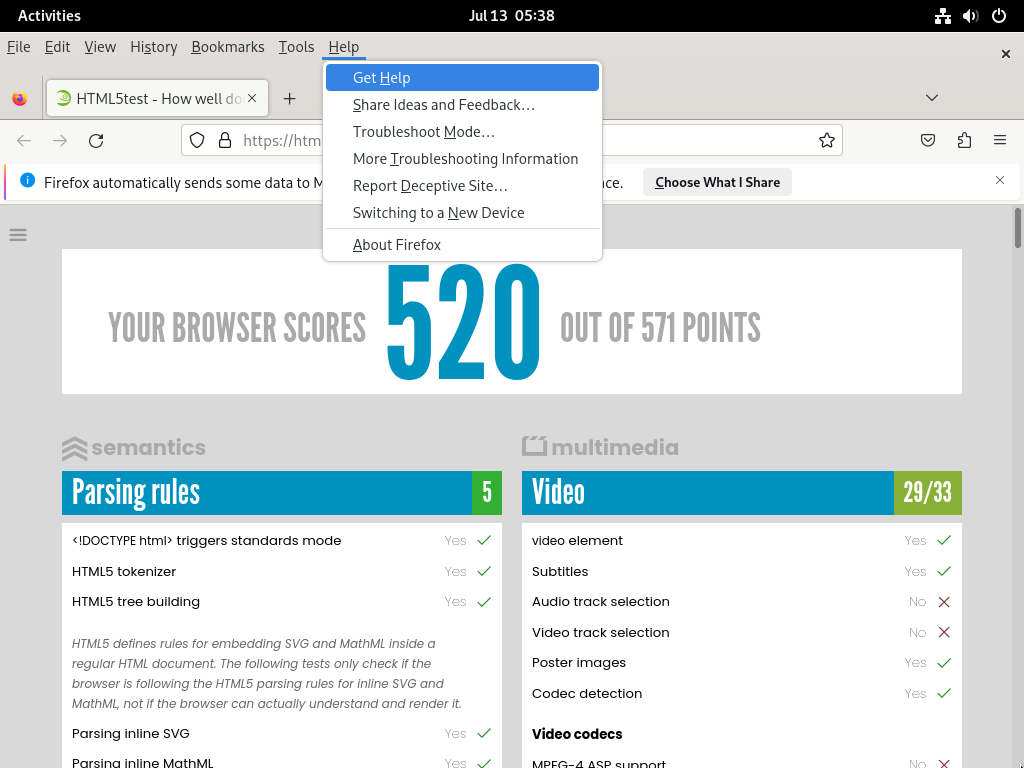 Activities
Jul 13 05:38
File Edit View History Bookmarks Tools Help
Get Help
Share Ideas and Feedback…
Troubleshoot Mode…
More Troubleshooting Information
Report Deceptive Site…
Switching to a New Device
About Firefox
HTML5test - How well do
https://htm
Firefox automatically sends some data to M
ce.
Choose What I Share
YOUR BROWSER SCORES 520 OUT OF 571 POINTS
semantics
Parsing rules 5
<!DOCTYPE html> triggers standards mode Yes
HTML5 tokenizer Yes
HTML5 tree building Yes
HTML5 defines rules for embedding SVG and MathML inside a
regular HTML document. The following tests only check if the
browser is following the HTML5 parsing rules for inline SVG and
MathML, not if the browser can actually understand and render it.
Parsing inline SVG Yes
Parsing inline MathML Yes
multimedia
Video 29/33
video element Yes
Subtitles Yes
Audio track selection No
Video track selection No
Poster images Yes
Codec detection Yes
Video codecs
MPEG-4 ASP support No